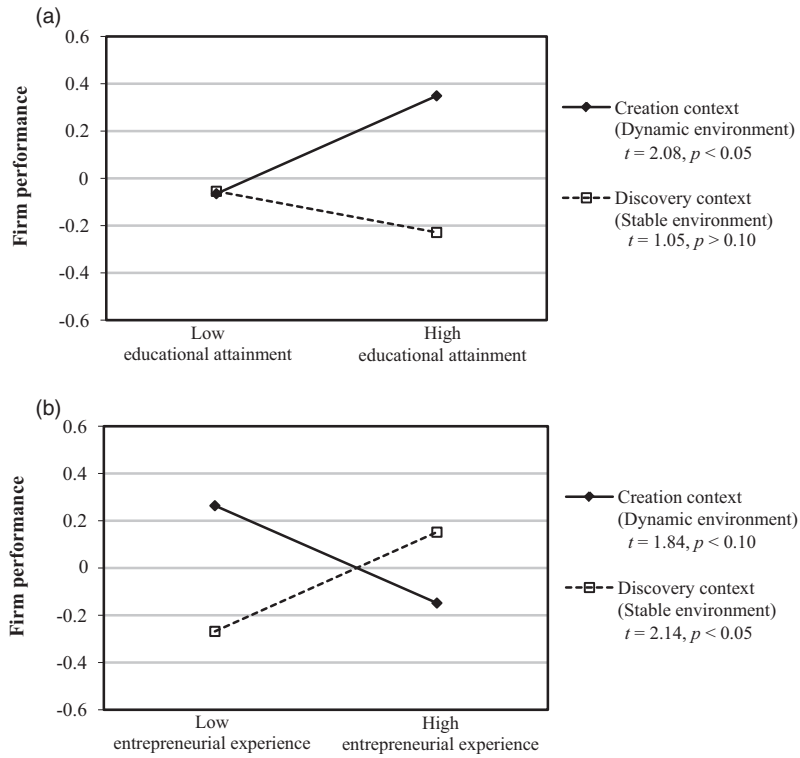 (a)
0.6
0.4
0.2
0
-0.2
-0.4
-0.6
Firm performance
Low
educational attainment
High
educational attainment
Creation context
(Dynamic environment)
t = 2.08, p < 0.05
Discovery context
(Stable environment)
t = 1.05, p > 0.10
(b)
0.6
0.4
0.2
0
-0.2
-0.4
-0.6
Firm performance
Low
entrepreneurial experience
High
entrepreneurial experience
Creation context
(Dynamic environment)
t = 1.84, p < 0.10
Discovery context
(Stable environment)
t = 2.14, p < 0.05